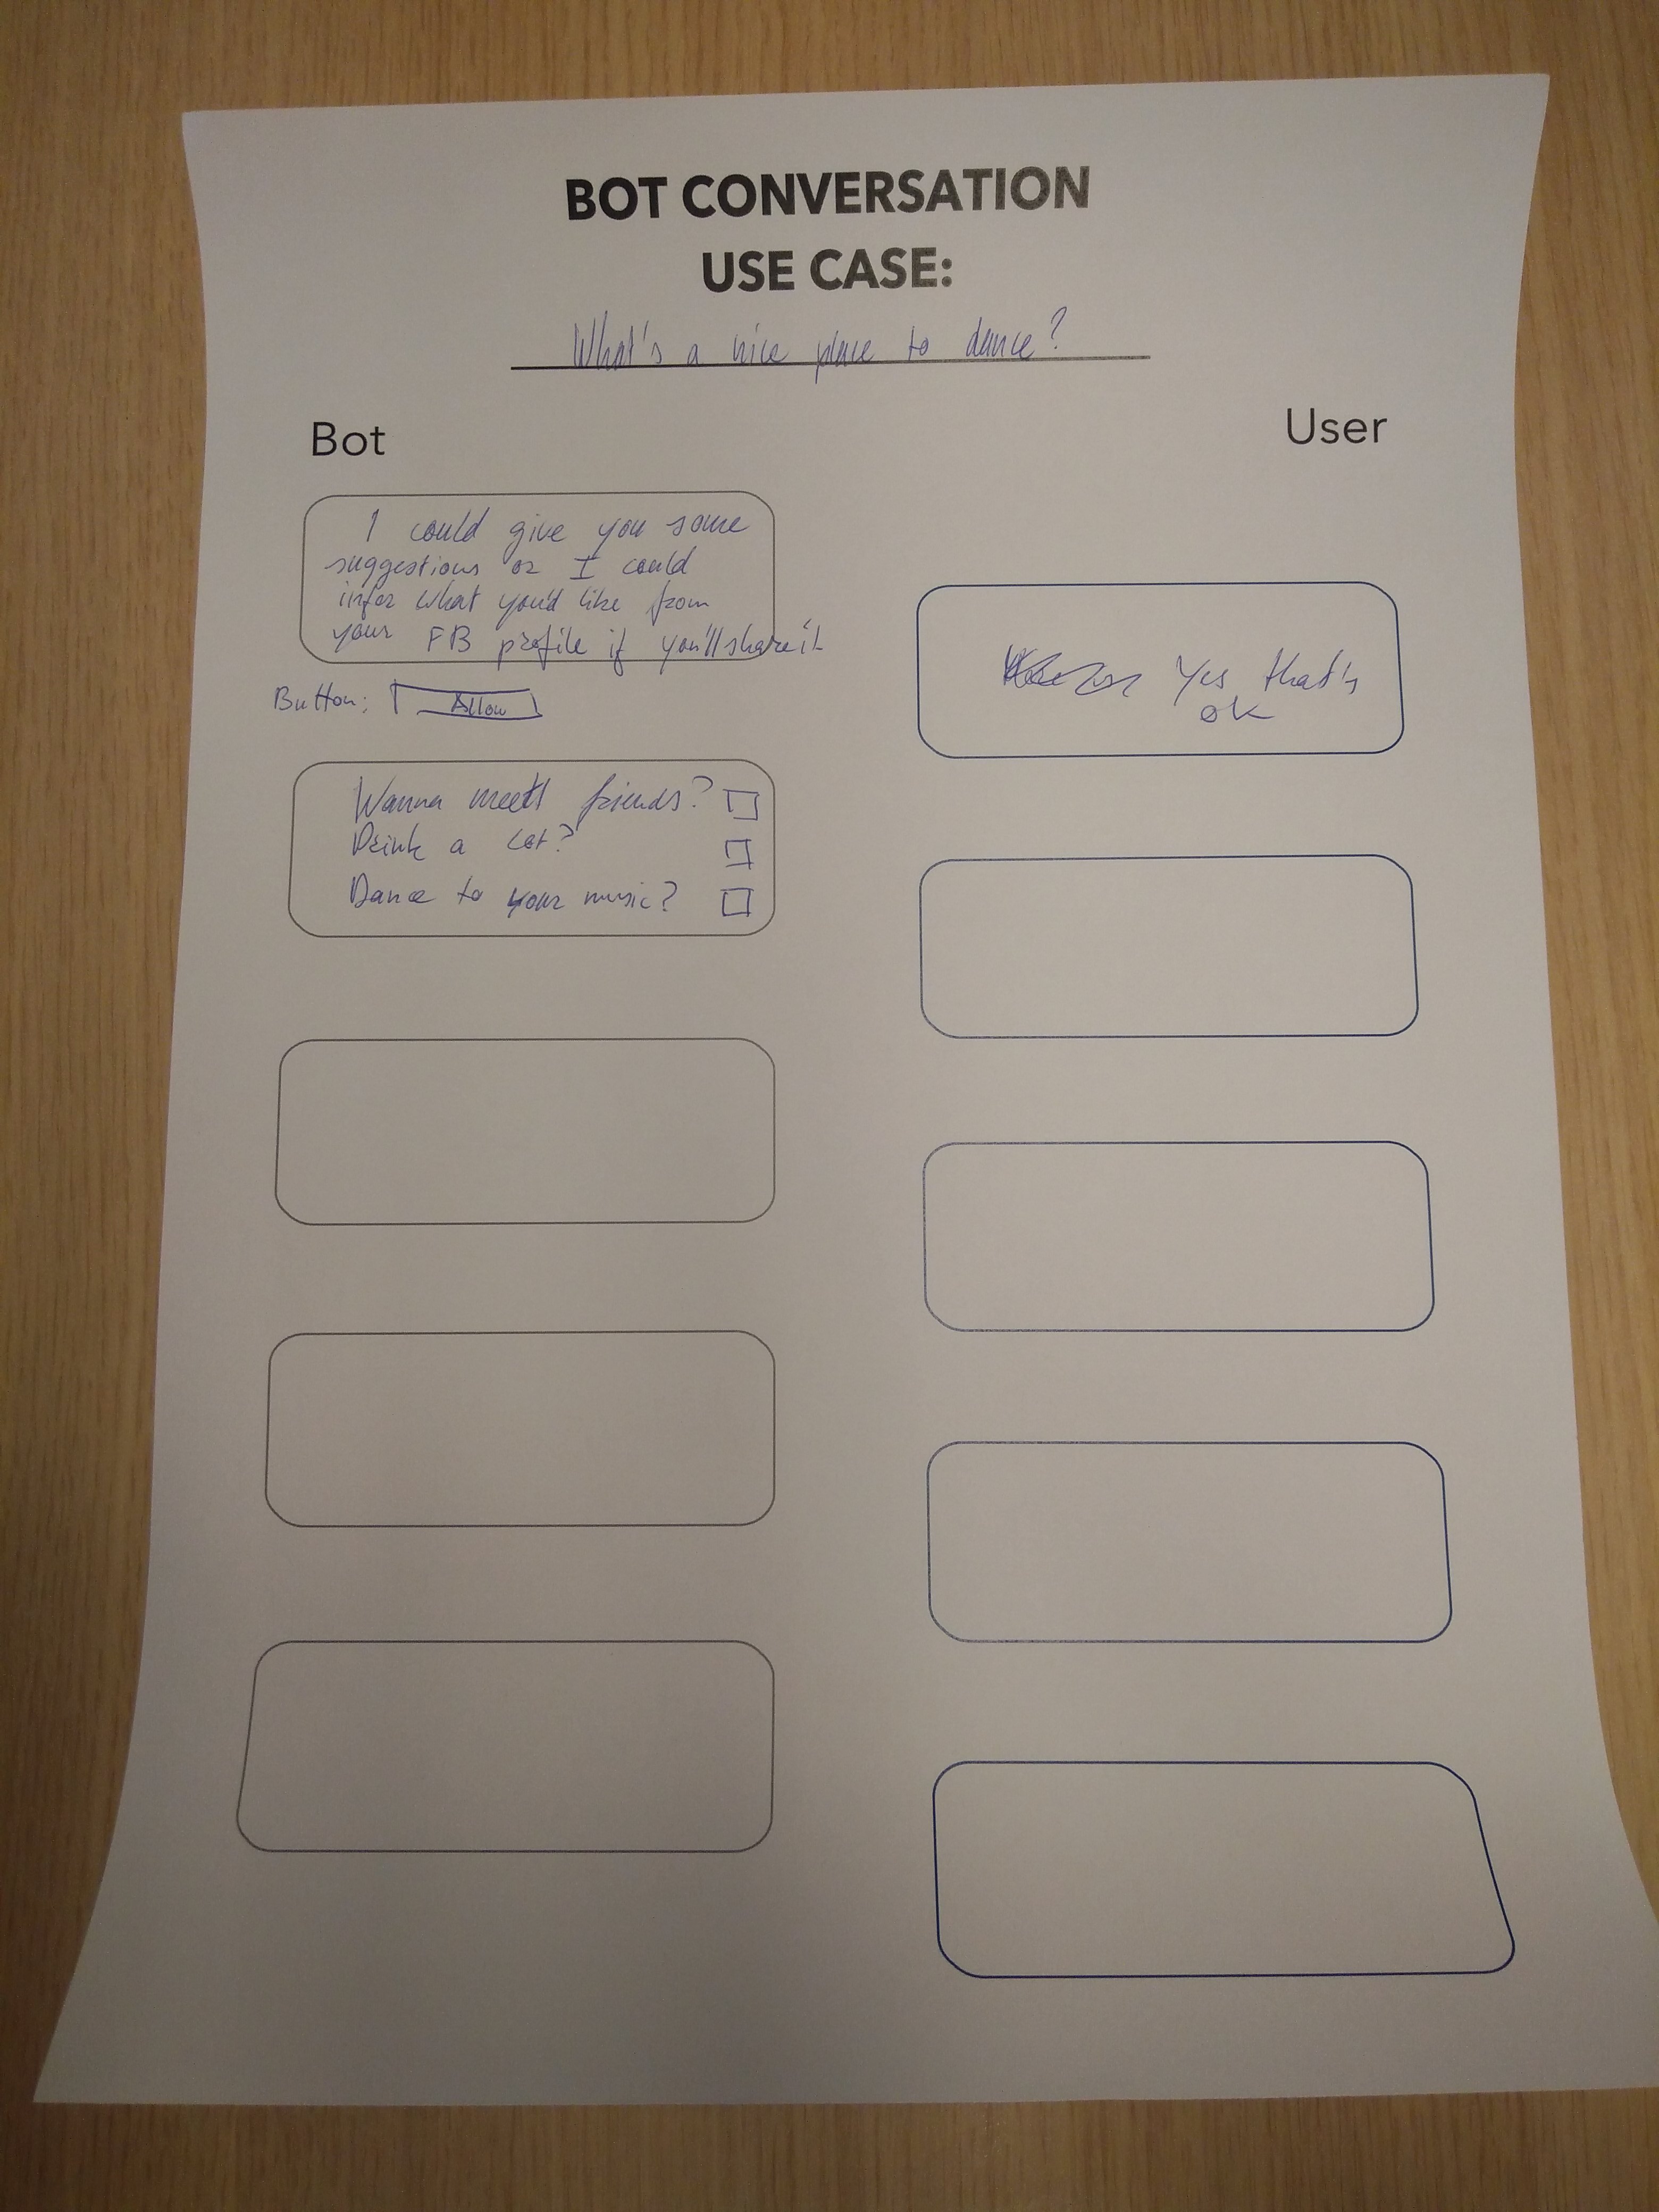 BOT CONVERSATION
USE CASE:
What's a nice place to dance?
Bot
User
I could give you some
suggestions or I could
infer what you'd like from
your FB profile if you'll share it
Button: Allow
Yes, that's
ok
Wanna meet friends?
Drink a lot?
Dance to your music?